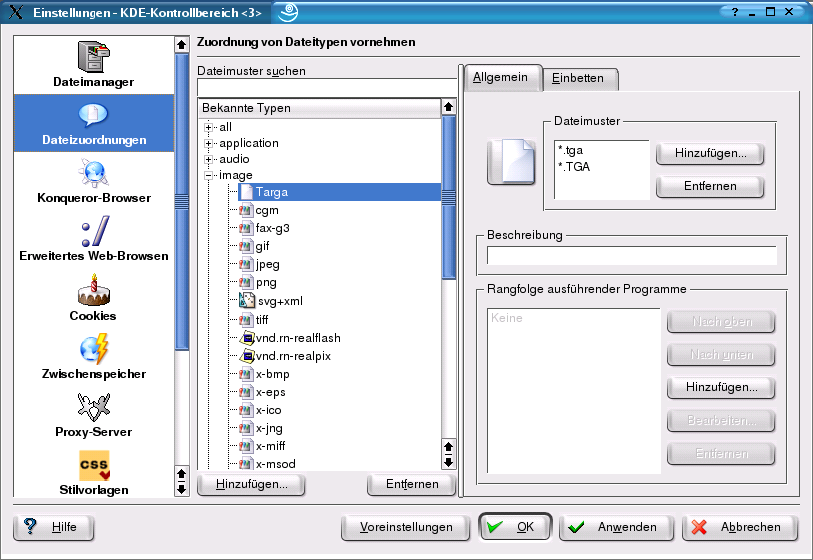 Einstellungen - KDE-Kontrollbereich <3>
Zuordnung von Dateitypen vornehmen
Dateimanager
Dateizuordnungen
Konqueror-Browser
Erweitertes Web-Browsen
Cookies
Zwischenspeicher
Proxy-Server
css
Stilvorlagen
Dateimuster suchen
Bekannte Typen
all
application
audio
image
Targa
cgm
fax-g3
gif
jpeg
png
svg+xml
tiff
vnd.rn-realflash
vnd.rn-realpix
x-bmp
x-eps
x-ico
x-jng
x-miff
x-msod
Hinzufügen...
Entfernen
Allgemein
Einbetten
Dateimuster
*.tga
*.TGA
Hinzufügen...
Entfernen
Beschreibung
Rangfolge ausführender Programme
Keine
Nach oben
Nach unten
Hinzufügen...
Bearbeiten...
Entfernen
Hilfe
Voreinstellungen
OK
Anwenden
Abbrechen